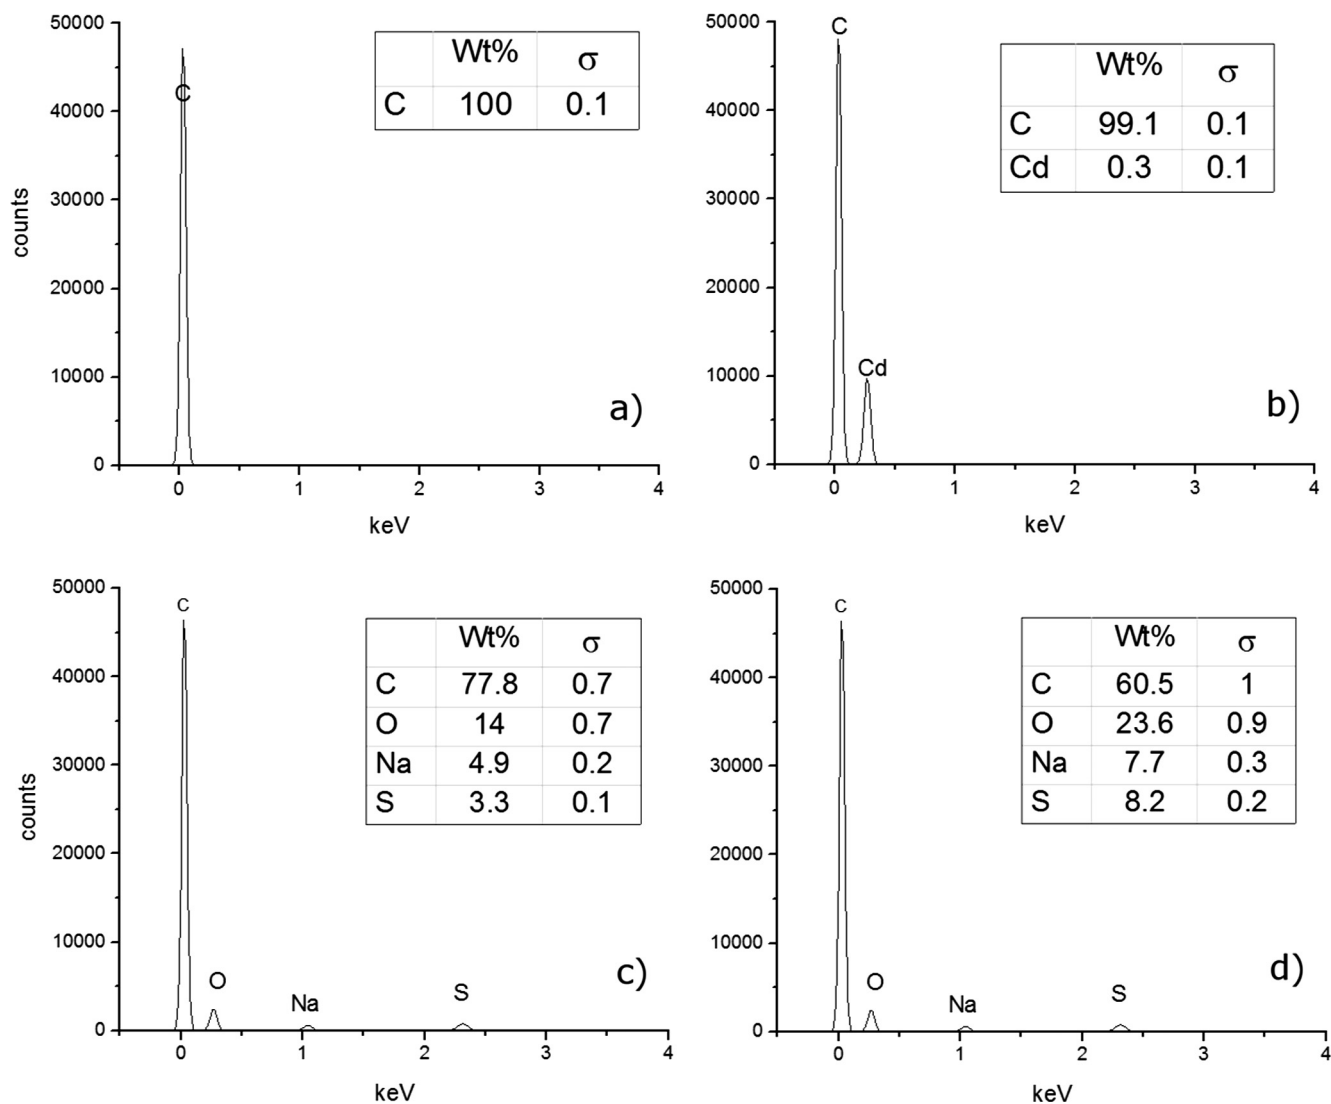 50000
40000
30000
20000
10000
0
counts
C
Wt% σ
C 100 0.1
a)
0 1 2 3 4
keV
50000
40000
30000
20000
10000
0
C
Cd
Wt% σ
C 99.1 0.1
Cd 0.3 0.1
b)
0 1 2 3 4
keV
50000
40000
30000
20000
10000
0
counts
C
O
Na
S
Wt% σ
C 77.8 0.7
O 14 0.7
Na 4.9 0.2
S 3.3 0.1
c)
0 1 2 3 4
keV
50000
40000
30000
20000
10000
0
C
O
Na
S
Wt% σ
C 60.5 1
O 23.6 0.9
Na 7.7 0.3
S 8.2 0.2
d)
0 1 2 3 4
keV